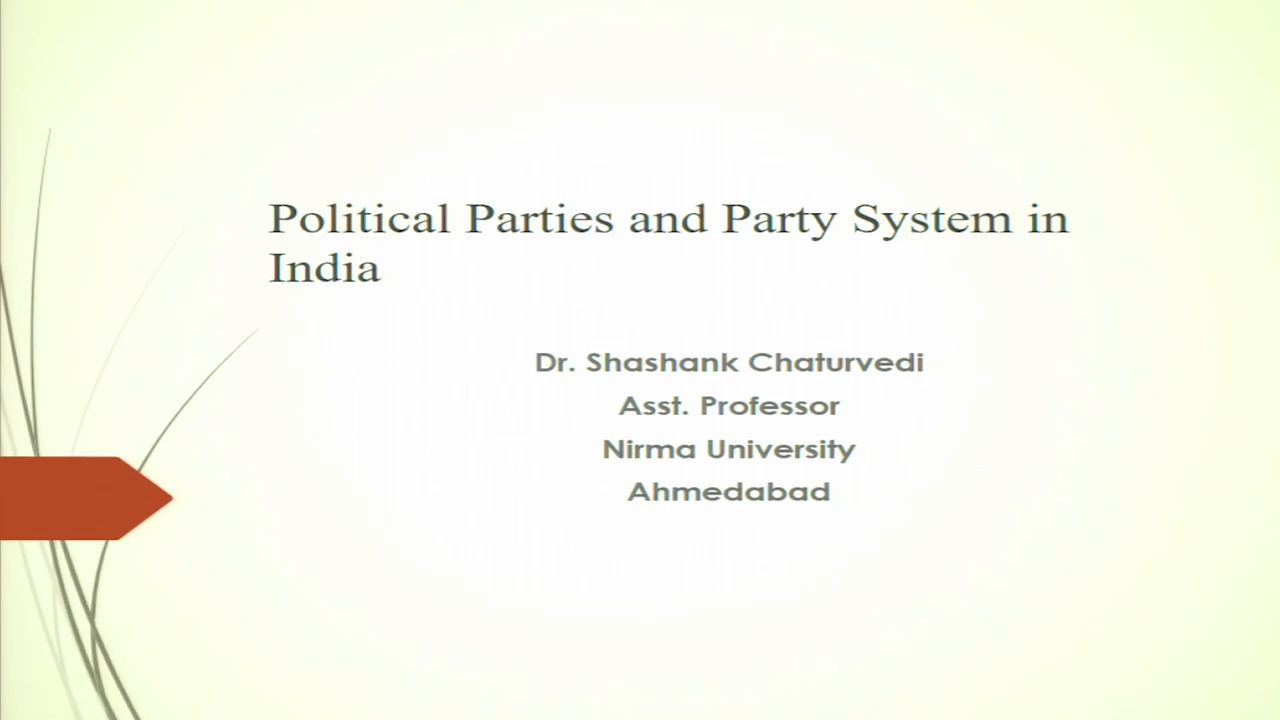 Political Parties and Party System in
India
Dr. Shashank Chaturvedi
Asst. Professor
Nirma University
Ahmedabad